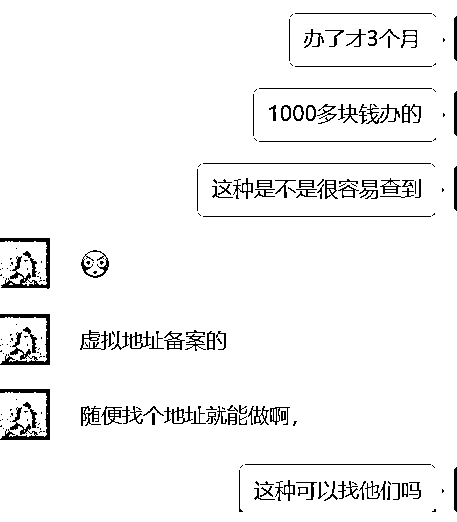 办了才3个月
1000多块钱办的
这种是不是很容易查到
虚拟地址备案的
随便找个地址就能做啊，
这种可以找他们吗